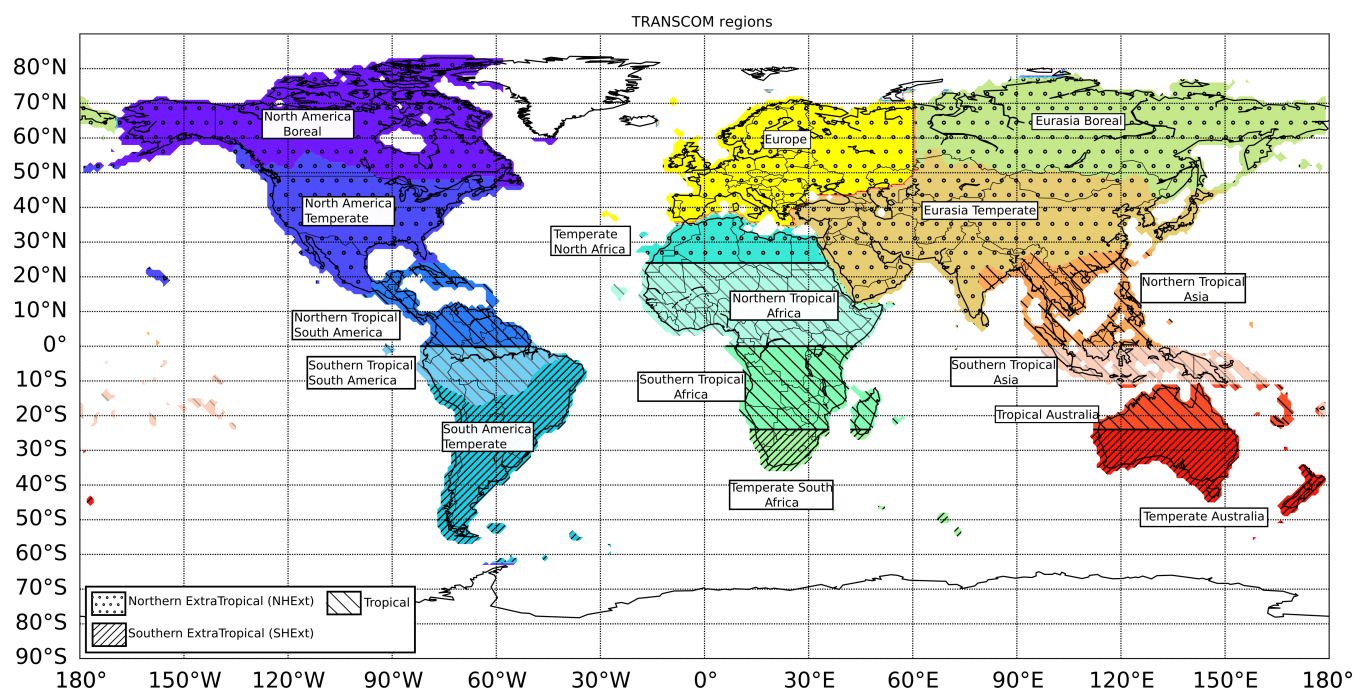 TRANSCOM regions
80°N
70°N
60°N
50°N
40°N
30°N
20°N
10°N
0°
10°S
20°S
30°S
40°S
50°S
60°S
70°S
80°S
90°S
North America
Boreal
Europe
Eurasia Boreal
North America
Temperate
Eurasia Temperate
Temperate
North Africa
Northern Tropical
Asia
Northern Tropical
Africa
Northern Tropical
South America
Southern Tropical
South America
Southern Tropical
Asia
Southern Tropical
Africa
Tropical Australia
South America
Temperate
Temperate South
Africa
Temperate Australia
Northern ExtraTropical (NHExt)
Tropical
Southern ExtraTropical (SHExt)
180°
150°W
120°W
90°W
60°W
30°W
0°
30°E
60°E
90°E
120°E
150°E
180°